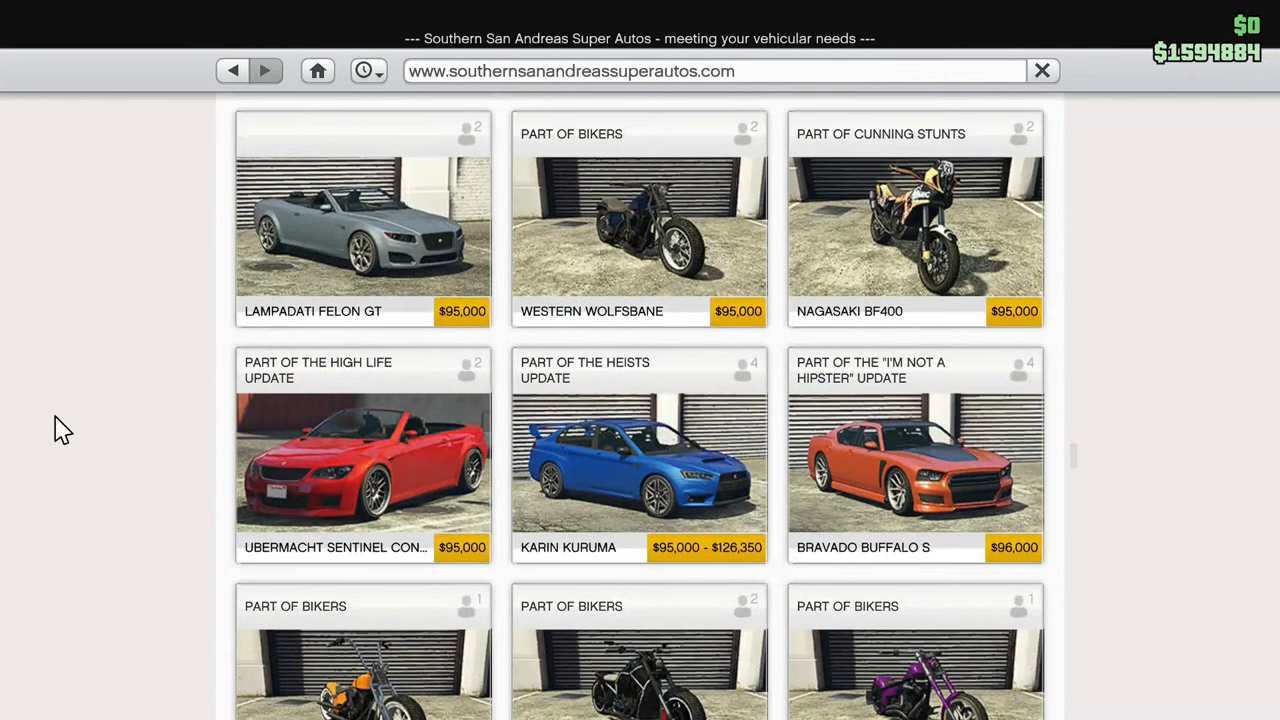 $0
--- Southern San Andreas Super Autos - meeting your vehicular needs ---
$1594884
www.southernsanandreassuperautos.com
2
PART OF BIKERS
2
PART OF CUNNING STUNTS
2
LAMPADATI FELON GT
$95,000
WESTERN WOLFSBANE
$95,000
NAGASAKI BF400
$95,000
PART OF THE HIGH LIFE
UPDATE
2
PART OF THE HEISTS
UPDATE
4
PART OF THE "I'M NOT A
HIPSTER" UPDATE
4
UBERMACHT SENTINEL CON...
$95,000
KARIN KURUMA
$95,000 - $126,350
BRAVADO BUFFALO S
$96,000
PART OF BIKERS
1
PART OF BIKERS
2
PART OF BIKERS
1